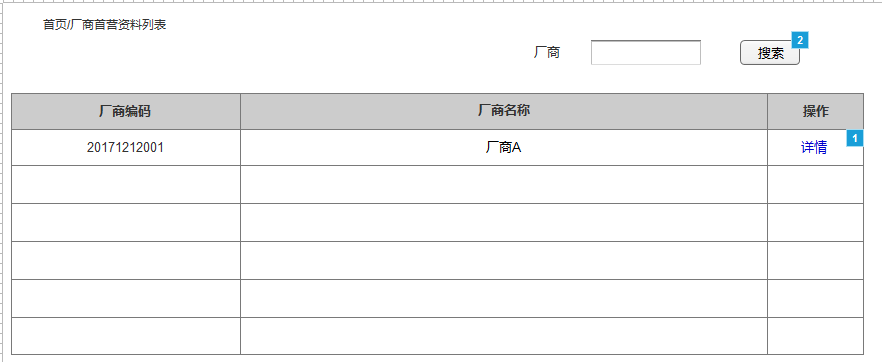 首页/厂商首营资料列表
厂商 搜索 2
厂商编码 厂商名称 操作
20171212001 厂商A 详情 1